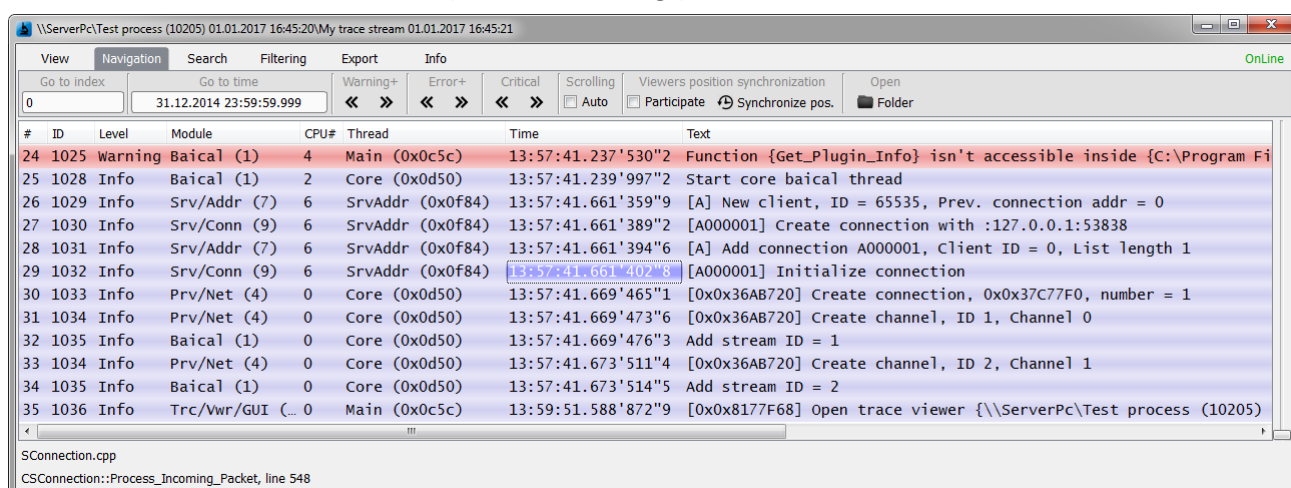 \\ServerPc\Test process (10205) 01.01.2017 16:45:20\My trace stream 01.01.2017 16:45:21
View Navigation Search Filtering Export Info OnLine
Go to index Go to time Warning+ Error+ Critical Scrolling Viewers position synchronization Open
0 31.12.2014 23:59:59.999 Auto Participate Synchronize pos. Folder
# ID Level Module CPU# Thread Time Text
24 1025 Warning Baical (1) 4 Main (0x0c5c) 13:57:41.237'530"2 Function {Get_Plugin_Info} isn't accessible inside {C:\Program Fi
25 1028 Info Baical (1) 2 Core (0x0d50) 13:57:41.239'997"2 Start core baical thread
26 1029 Info Srv/Addr (7) 6 SrvAddr (0x0f84) 13:57:41.661'359"9 [A] New client, ID = 65535, Prev. connection addr = 0
27 1030 Info Srv/Conn (9) 6 SrvAddr (0x0f84) 13:57:41.661'389"2 [A000001] Create connection with :127.0.0.1:53838
28 1031 Info Srv/Addr (7) 6 SrvAddr (0x0f84) 13:57:41.661'394"6 [A] Add connection A000001, Client ID = 0, List length 1
29 1032 Info Srv/Conn (9) 6 SrvAddr (0x0f84) 13:57:41.661'402"8 [A000001] Initialize connection
30 1033 Info Prv/Net (4) 0 Core (0x0d50) 13:57:41.669'465"1 [0x0x36AB720] Create connection, 0x0x37C77F0, number = 1
31 1034 Info Prv/Net (4) 0 Core (0x0d50) 13:57:41.669'473"6 [0x0x36AB720] Create channel, ID 1, Channel 0
32 1035 Info Baical (1) 0 Core (0x0d50) 13:57:41.669'476"3 Add stream ID = 1
33 1034 Info Prv/Net (4) 0 Core (0x0d50) 13:57:41.673'511"4 [0x0x36AB720] Create channel, ID 2, Channel 1
34 1035 Info Baical (1) 0 Core (0x0d50) 13:57:41.673'514"5 Add stream ID = 2
35 1036 Info Trc/Vwr/GUI (… 0 Main (0x0c5c) 13:59:51.588'872"9 [0x0x8177F68] Open trace viewer {\\ServerPc\Test process (10205)
SConnection.cpp
CSConnection::Process_Incoming_Packet, line 548